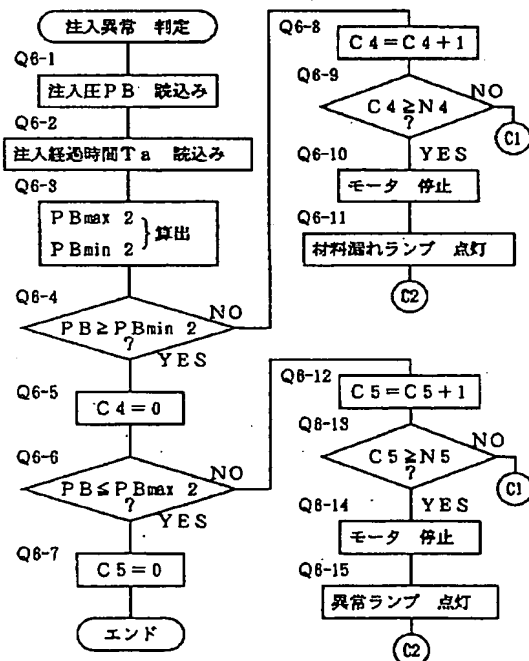 注入異常 判定
Q6-1
注入圧PB 読込み
Q6-2
注入経過時間Ta 読込み
Q6-3
PBmax 2
PBmin 2
}算出
Q6-4
PB≧PBmin 2
?
NO
YES
Q6-5
C4=0
Q6-6
PB≦PBmax 2
?
NO
YES
Q6-7
C5=0
エンド
Q6-8
C4=C4+1
Q6-9
C4≧N4
?
NO
C1
YES
Q6-10
モータ 停止
Q6-11
材料漏れランプ 点灯
C2
Q6-12
C5=C5+1
Q6-13
C5≧N5
?
NO
C1
YES
Q6-14
モータ 停止
Q6-15
異常ランプ 点灯
C2